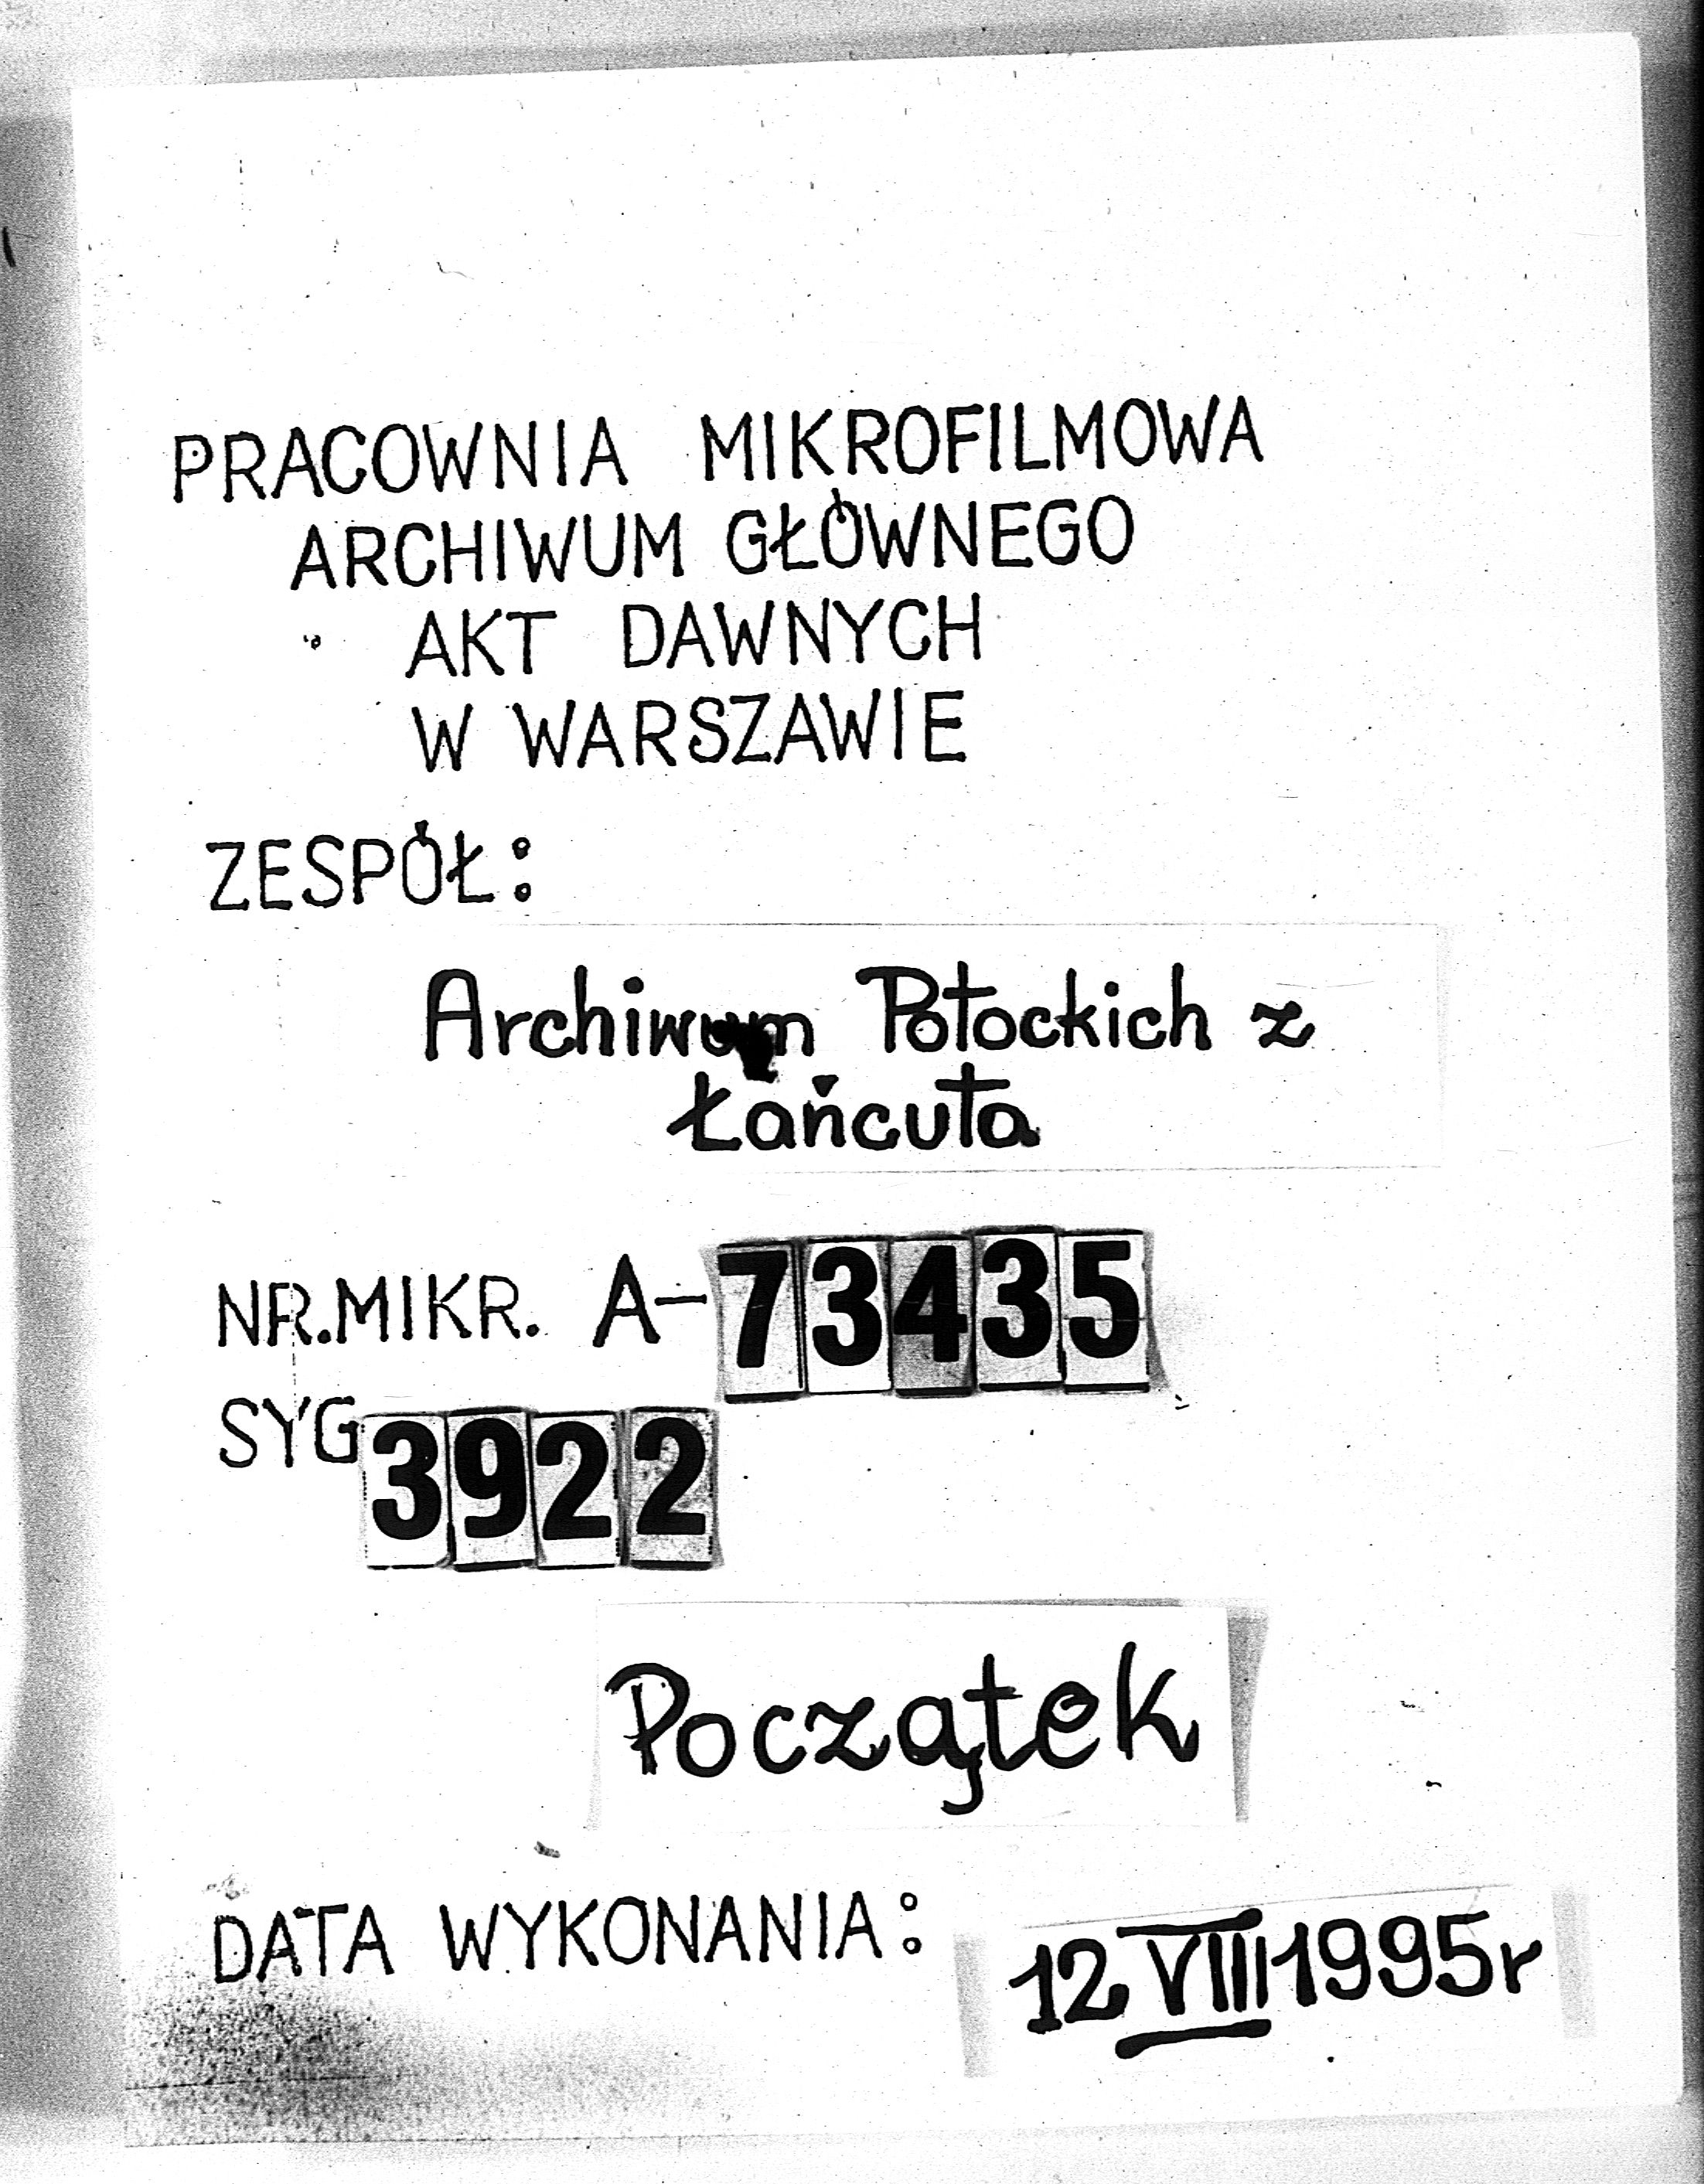 PRACOWNIA MIKROFILMOWA
ARCHIWUM GŁÓWNEGO
AKT DAWNYCH
W WARSZAWIE
ZESPÓŁ:
Archiwum Potockich z
Łańcuta
NR.MIKR. A-73435
SYG 3922
Początek
DATA WYKONANIA: 12 VIII 1995r